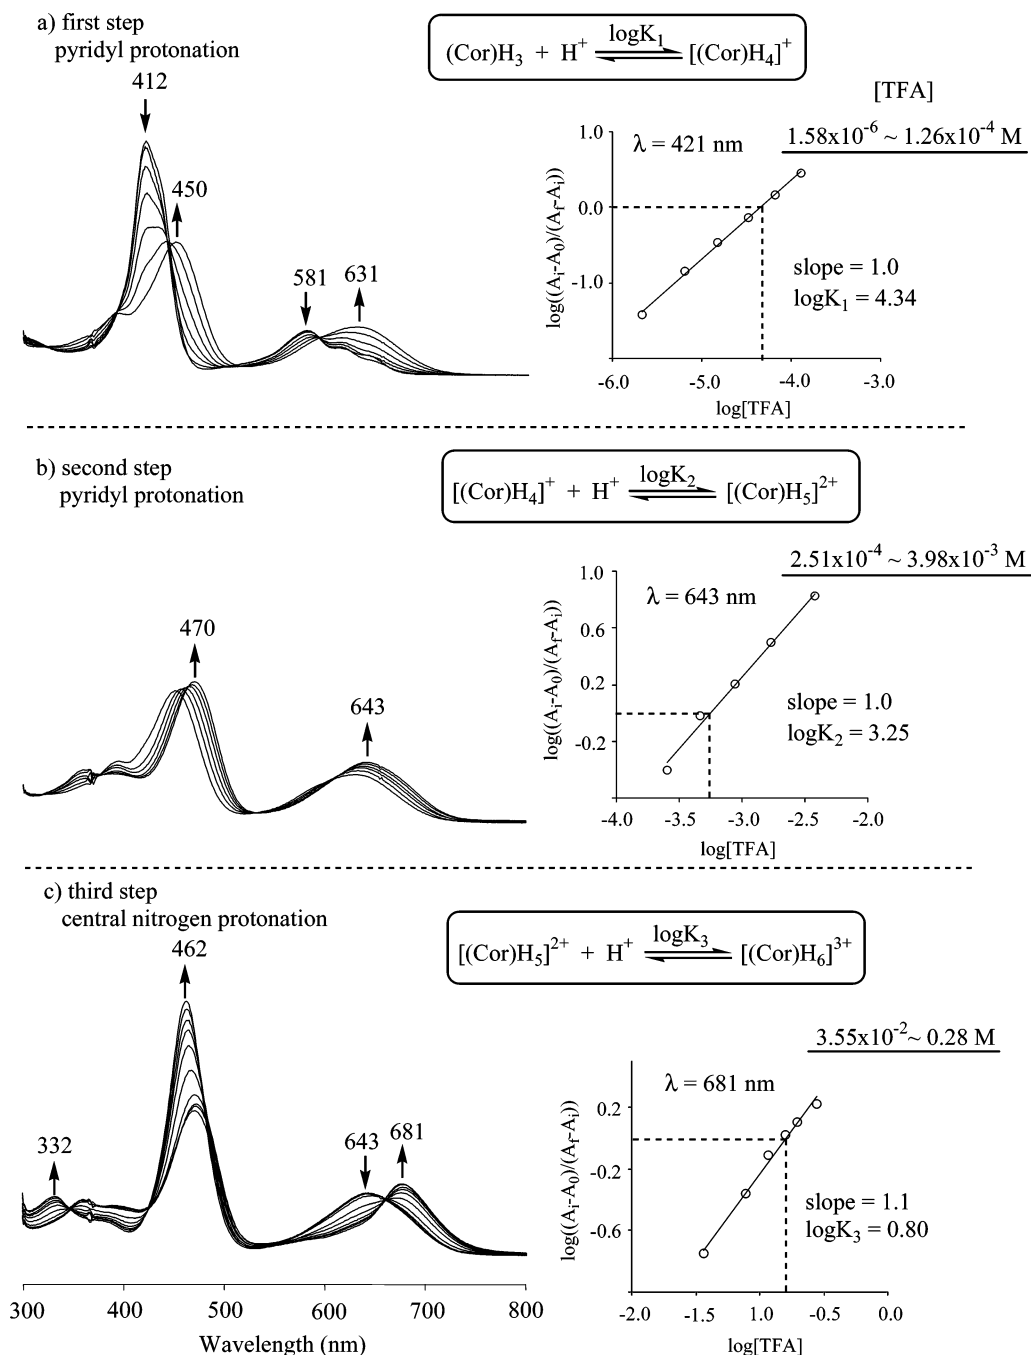 a) first step
pyridyl protonation
(Cor)H3 + H+ logK1 [(Cor)H4]+
[TFA]
1.58x10-6 ~ 1.26x10-4 M
412
450
581
631
λ = 421 nm
log((Ai-A0)/(Af-Ai))
1.0
0.0
-1.0
slope = 1.0
logK1 = 4.34
-6.0 -5.0 -4.0 -3.0
log[TFA]
b) second step
pyridyl protonation
[(Cor)H4]+ + H+ logK2 [(Cor)H5]2+
2.51x10-4 ~ 3.98x10-3 M
470
643
λ = 643 nm
log((Ai-A0)/(Af-Ai))
1.0
0.6
0.2
-0.2
slope = 1.0
logK2 = 3.25
-4.0 -3.5 -3.0 -2.5 -2.0
log[TFA]
c) third step
central nitrogen protonation
[(Cor)H5]2+ + H+ logK3 [(Cor)H6]3+
3.55x10-2~ 0.28 M
462
332
643
681
λ = 681 nm
log((Ai-A0)/(Af-Ai))
0.2
-0.2
-0.6
slope = 1.1
logK3 = 0.80
-2.0 -1.5 1.0 -0.5 0.0
log[TFA]
300 400 500 600 700 800
Wavelength (nm)